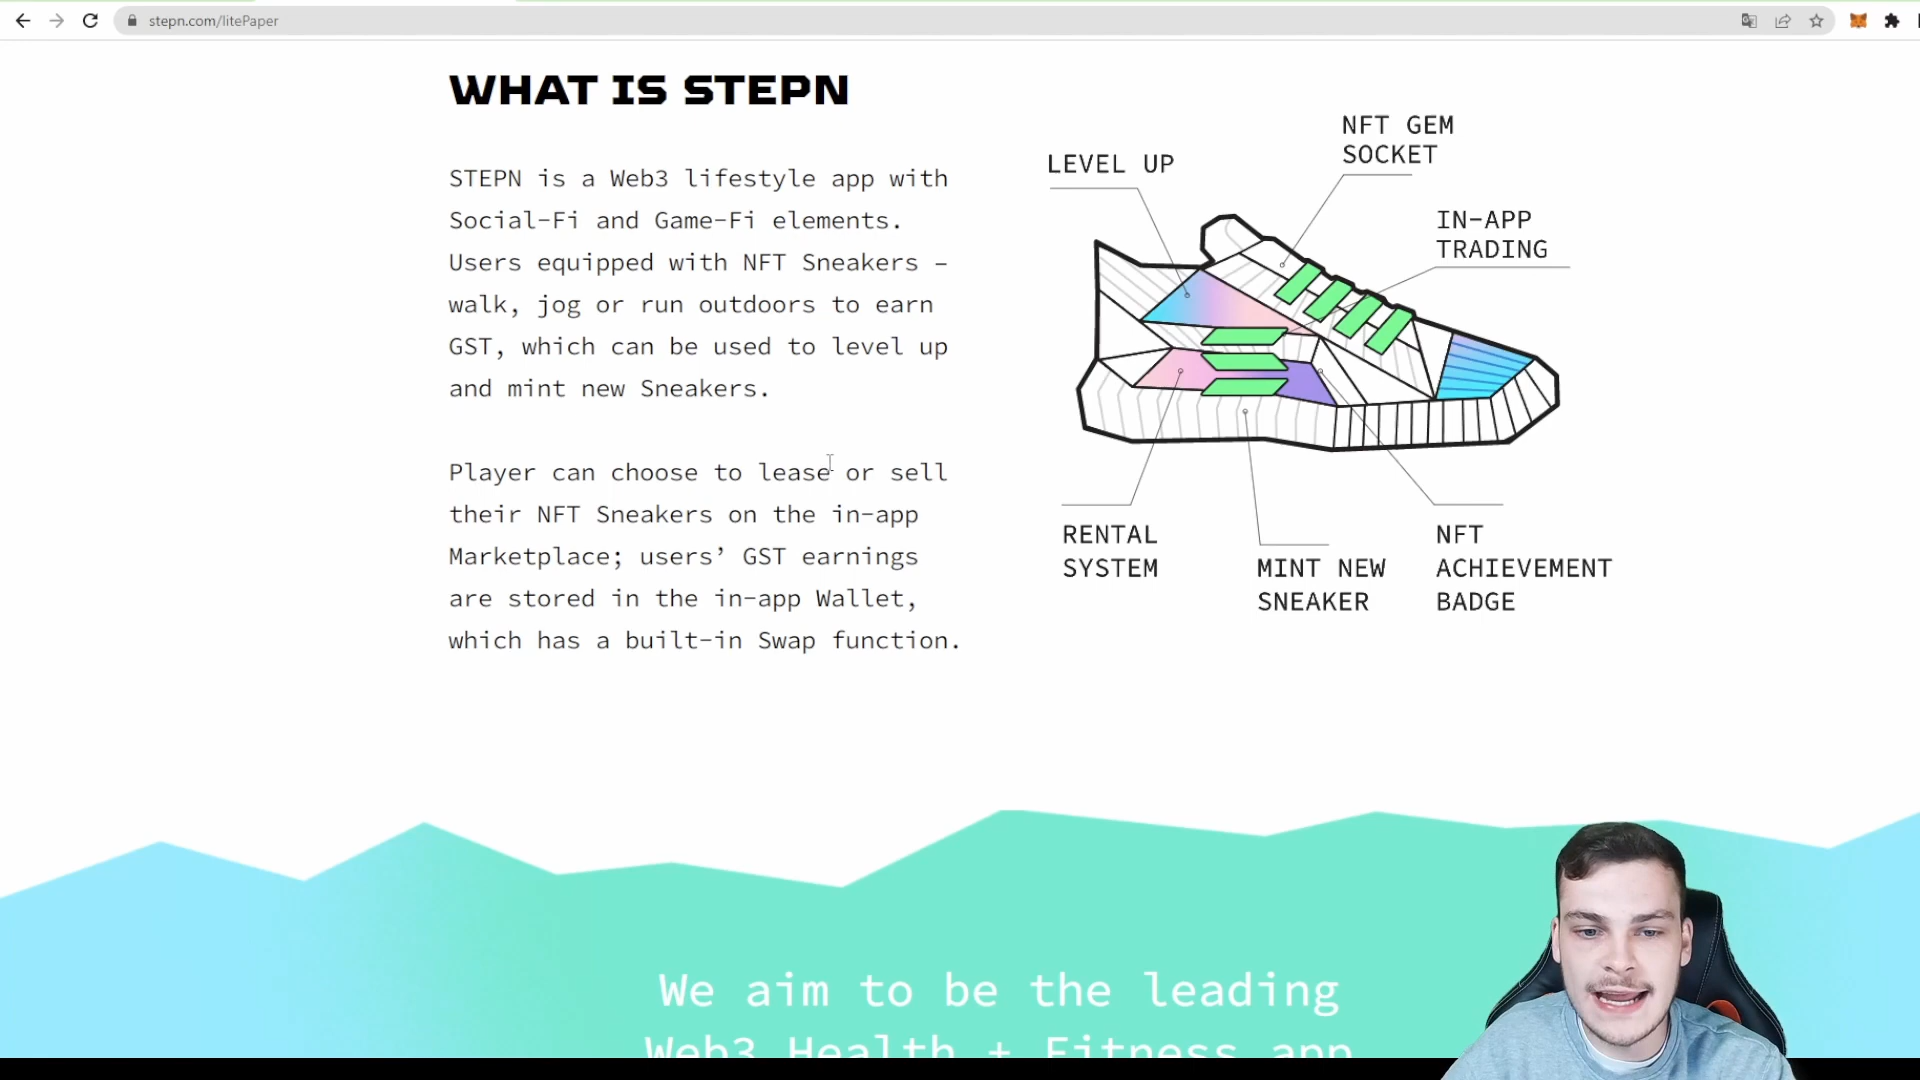 stepn.com/litePaper
WHAT IS STEPN
STEPN is a Web3 lifestyle app with
Social-Fi and Game-Fi elements.
Users equipped with NFT Sneakers –
walk, jog or run outdoors to earn
GST, which can be used to level up
and mint new Sneakers.
Player can choose to lease or sell
their NFT Sneakers on the in-app
Marketplace; users’ GST earnings
are stored in the in-app Wallet,
which has a built-in Swap function.
LEVEL UP
NFT GEM
SOCKET
IN-APP
TRADING
RENTAL
SYSTEM
MINT NEW
SNEAKER
NFT
ACHIEVEMENT
BADGE
We aim to be the leading
Web3 Health + Fitness app